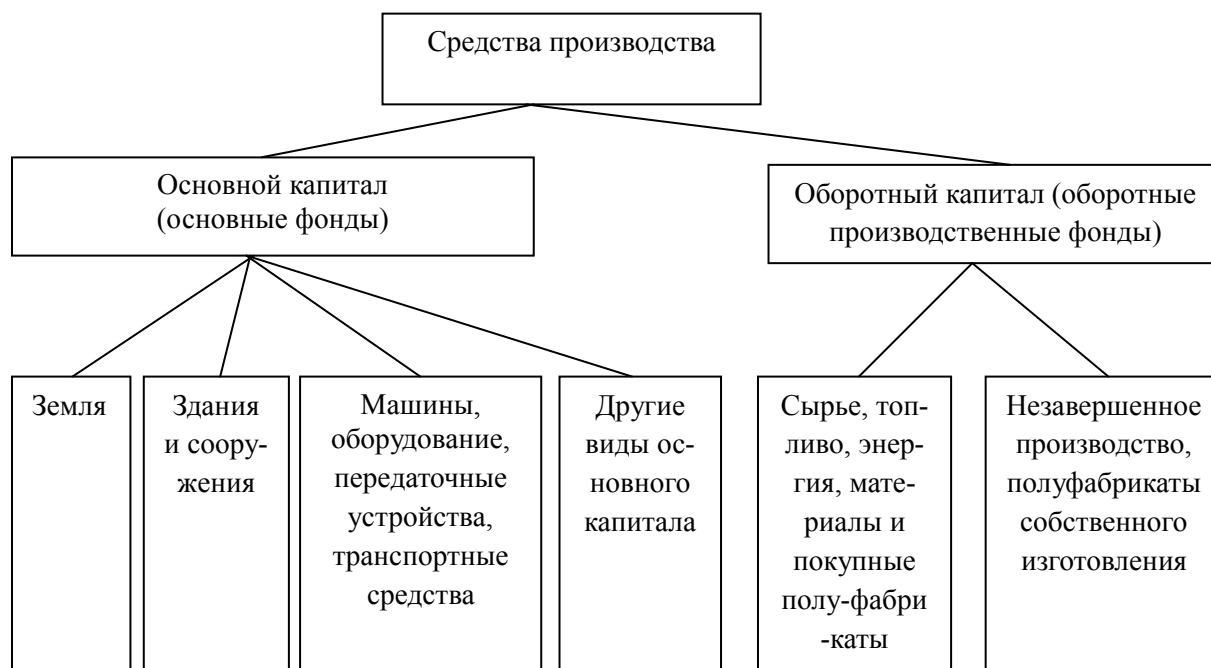 Средства производства
Основной капитал
(основные фонды)
Оборотный капитал (оборотные
производственные фонды)
Земля
Здания
и соору-
жения
Машины,
оборудование,
передаточные
устройства,
транспортные
средства
Другие
виды ос-
новного
капитала
Сырье, топ-
ливо, энер-
гия, мате-
риалы и
покупные
полу-фабри
-каты
Незавершенное
производство,
полуфабрикаты
собственного
изготовления